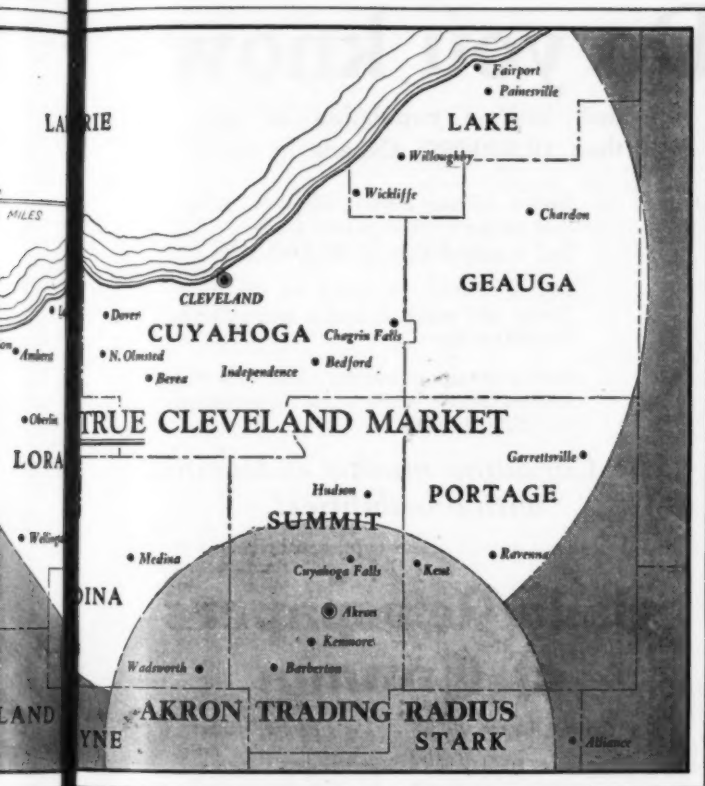 Fairport
Painesville
LAKE
Willoughby
Wickliffe
MILES
Chardon
GEAUGA
CLEVELAND
Dover
CUYAHOGA
Chagrin Falls
Amherst
N. Olmsted
Independence
Bedford
Berea
Oberlin
TRUE CLEVELAND MARKET
LORA
Garrettsville
Hudson
PORTAGE
SUMMIT
Medina
Cuyahoga Falls
Kent
Ravenna
DINA
Akron
Kenmore
Wadsworth
Barberton
LAND
AKRON TRADING RADIUS
YNE
STARK
Alliance